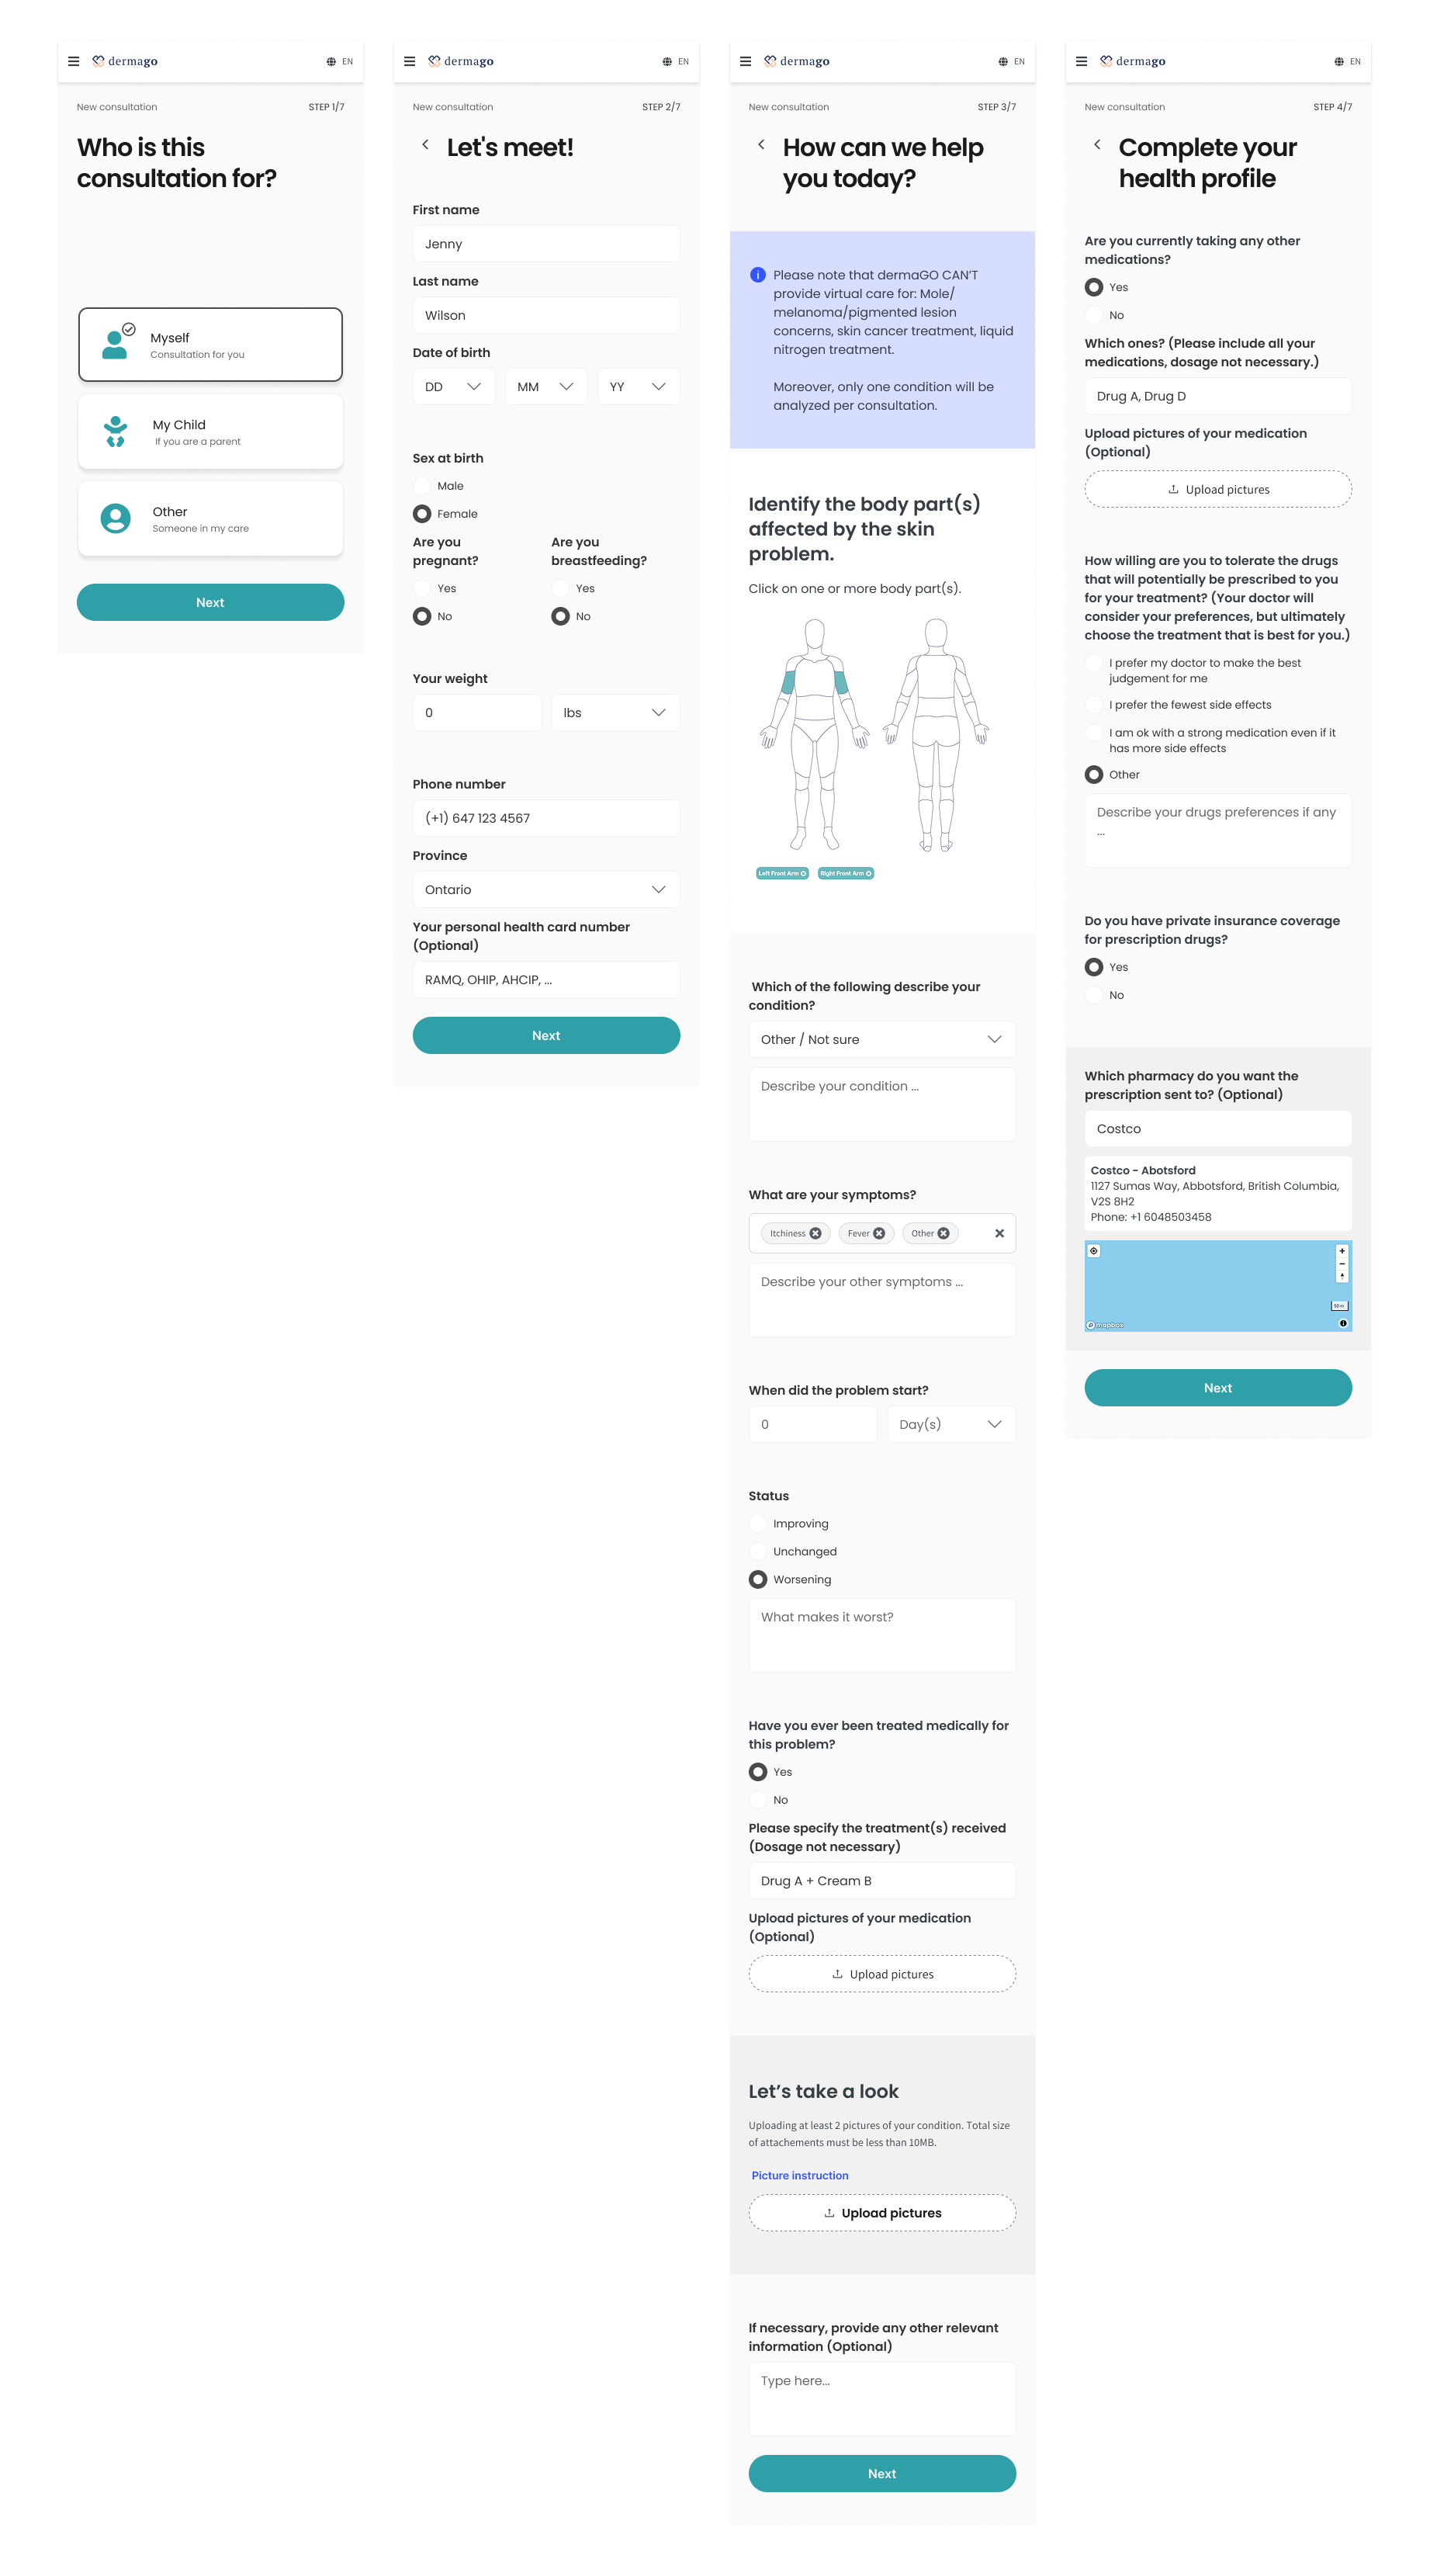 dermago
EN
New consultation
STEP 1/7
Who is this
consultation for?
Myself
Consultation for you
My Child
If you are a parent
Other
Someone in my care
Next
dermago
EN
New consultation
STEP 2/7
Let's meet!
First name
Jenny
Last name
Wilson
Date of birth
DD
MM
YY
Sex at birth
Male
Female
Are you
pregnant?
Yes
No
Are you
breastfeeding?
Yes
No
Your weight
0
lbs
Phone number
(+1) 647 123 4567
Province
Ontario
Your personal health card number
(Optional)
RAMQ, OHIP, AHCIP, ...
Next
dermago
EN
New consultation
STEP 3/7
How can we help
you today?
Please note that dermaGO CAN'T
provide virtual care for: Mole/
melanoma/pigmented lesion
concerns, skin cancer treatment, liquid
nitrogen treatment.
Moreover, only one condition will be
analyzed per consultation.
Identify the body part(s)
affected by the skin
problem.
Click on one or more body part(s).
Left Front Arm
Right Front Arm
Which of the following describe your
condition?
Other / Not sure
Describe your condition ...
What are your symptoms?
Itchiness
Fever
Other
Describe your other symptoms ...
When did the problem start?
0
Day(s)
Status
Improving
Unchanged
Worsening
What makes it worst?
Have you ever been treated medically for
this problem?
Yes
No
Please specify the treatment(s) received
(Dosage not necessary)
Drug A + Cream B
Upload pictures of your medication
(Optional)
Upload pictures
Let's take a look
Uploading at least 2 pictures of your condition. Total size
of attachements must be less than 10MB.
Picture instruction
Upload pictures
If necessary, provide any other relevant
information (Optional)
Type here...
Next
dermago
EN
New consultation
STEP 4/7
Complete your
health profile
Are you currently taking any other
medications?
Yes
No
Which ones? (Please include all your
medications, dosage not necessary.)
Drug A, Drug D
Upload pictures of your medication
(Optional)
Upload pictures
How willing are you to tolerate the drugs
that will potentially be prescribed to you
for your treatment? (Your doctor will
consider your preferences, but ultimately
choose the treatment that is best for you.)
I prefer my doctor to make the best
judgement for me
I prefer the fewest side effects
I am ok with a strong medication even if it
has more side effects
Other
Describe your drugs preferences if any
...
Do you have private insurance coverage
for prescription drugs?
Yes
No
Which pharmacy do you want the
prescription sent to? (Optional)
Costco
Costco - Abotsford
1127 Sumas Way, Abbotsford, British Columbia,
V2S 8H2
Phone: +1 6048503458
50 m
mapbox
Next